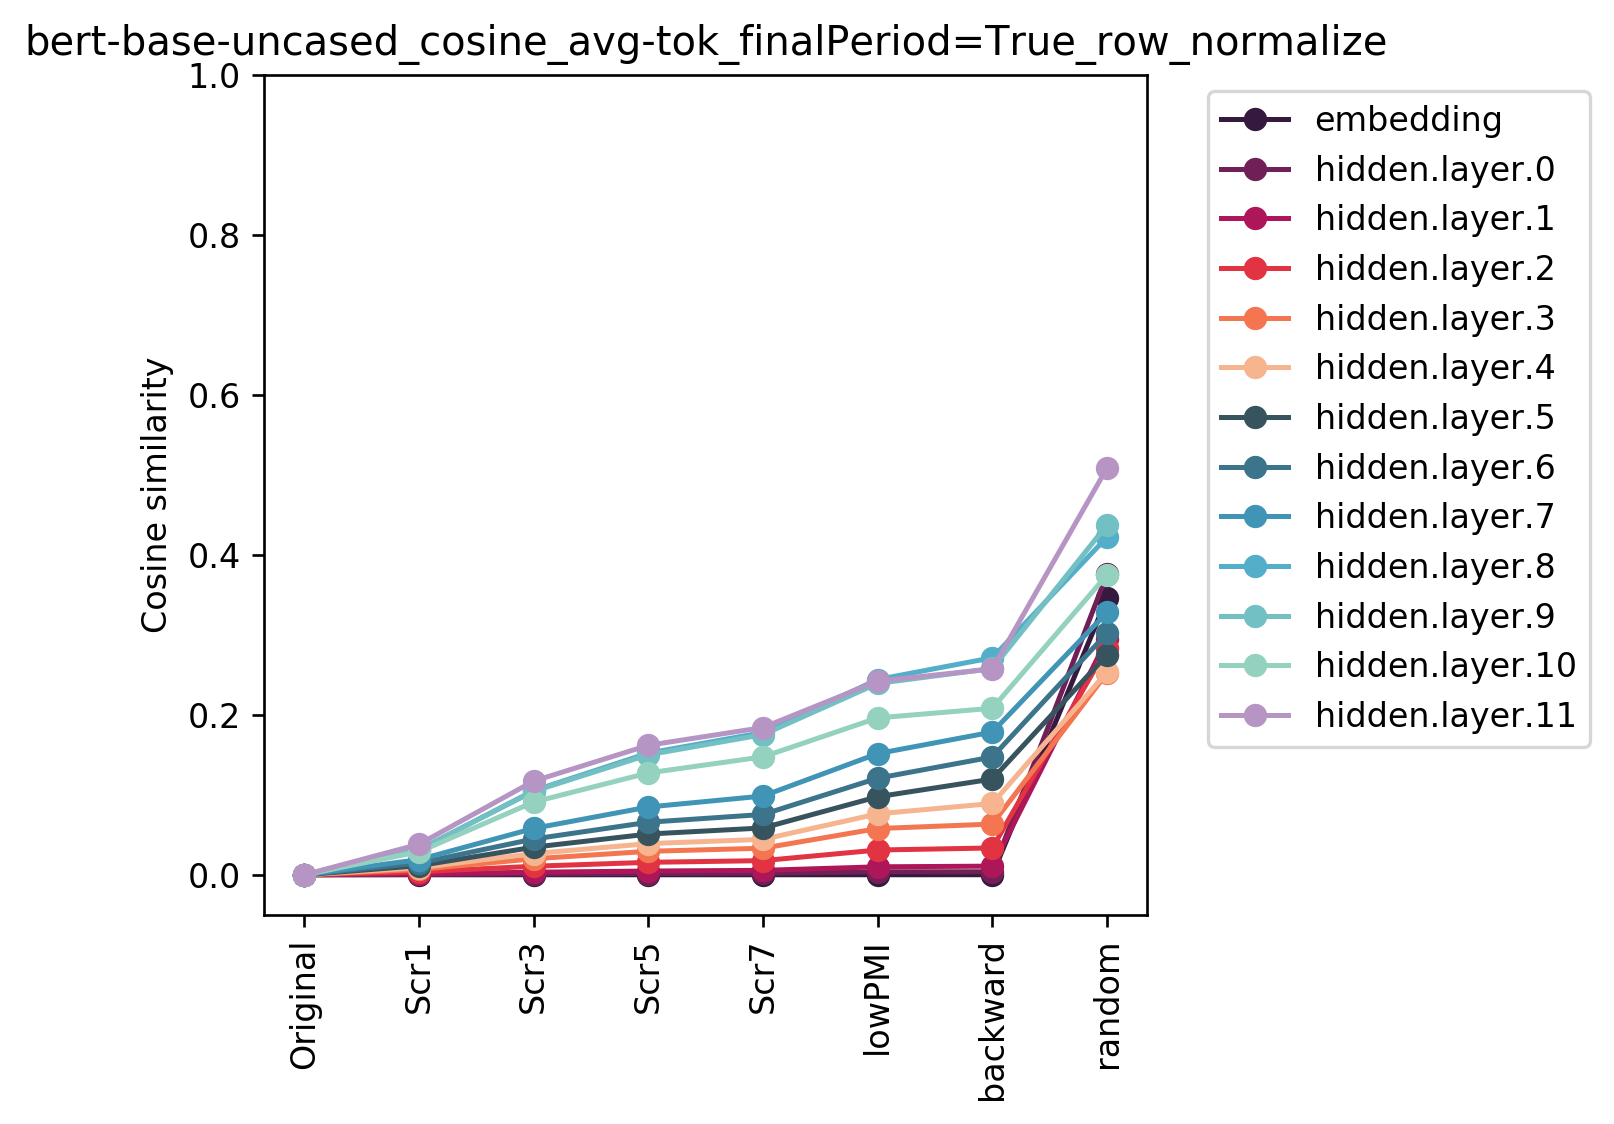 bert-base-uncased_cosine_avg-tok_finalPeriod=True_row_normalize
Cosine similarity
1.0
0.8
0.6
0.4
0.2
0.0
Original
Scr1
Scr3
Scr5
Scr7
lowPMI
backward
random
embedding
hidden.layer.0
hidden.layer.1
hidden.layer.2
hidden.layer.3
hidden.layer.4
hidden.layer.5
hidden.layer.6
hidden.layer.7
hidden.layer.8
hidden.layer.9
hidden.layer.10
hidden.layer.11